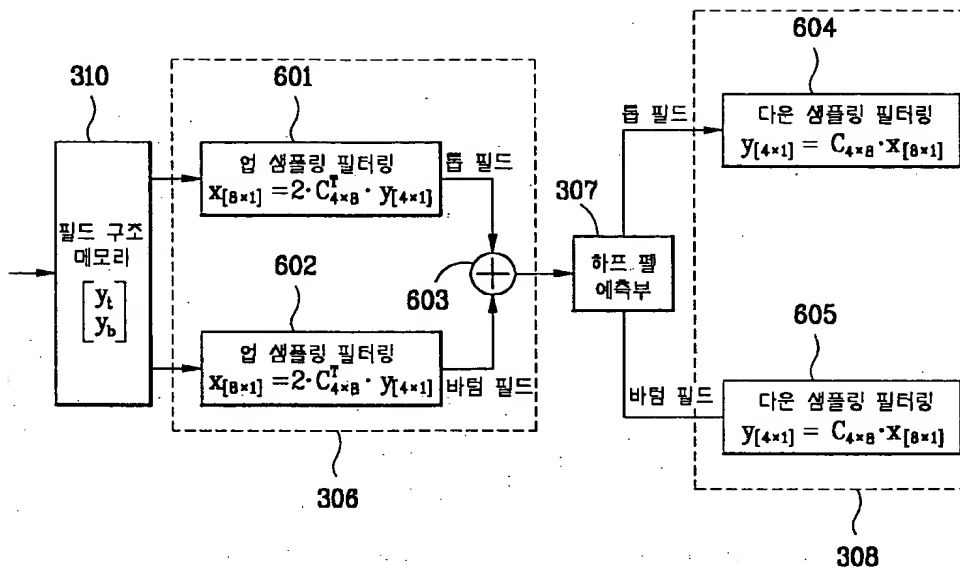 604
310
601
톱 필드
다운 샘플링 필터링
y[4×1] = C4×8·x[8×1]
업 샘플링 필터링
x[8×1] = 2·C^T4×8·y[4×1]
톱 필드
307
필드 구조
메모리
[yt
yb]
603
하프 펠
예측부
602
605
업 샘플링 필터링
x[8×1] = 2·C^T4×8·y[4×1]
바텀 필드
바텀 필드
다운 샘플링 필터링
y[4×1] = C4×8·x[8×1]
306
308